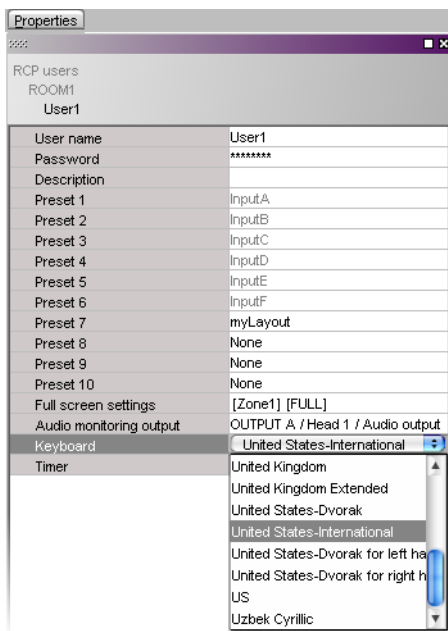 Properties
RCP users
ROOM1
User1
User name User1
Password ********
Description
Preset 1 InputA
Preset 2 InputB
Preset 3 InputC
Preset 4 InputD
Preset 5 InputE
Preset 6 InputF
Preset 7 myLayout
Preset 8 None
Preset 9 None
Preset 10 None
Full screen settings [Zone1] [FULL]
Audio monitoring output OUTPUT A / Head 1 / Audio output
Keyboard United States-International
Timer
United Kingdom
United Kingdom Extended
United States-Dvorak
United States-International
United States-Dvorak for left ha
United States-Dvorak for right h
US
Uzbek Cyrillic